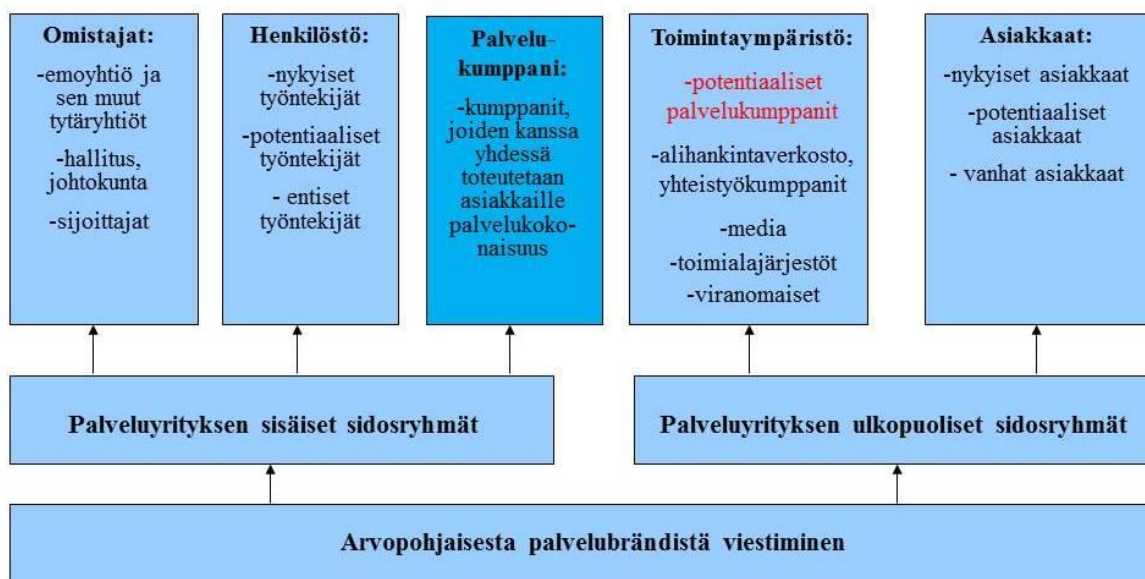 Omistajat:
-emoyhtiö ja
sen muut
tytäryhtiöt
-hallitus,
johtokunta
-sijoittajat
Henkilöstö:
-nykyiset
työntekijät
-potentiaaliset
työntekijät
- entiset
työntekijät
Palvelu-
kumppani:
-kumppanit,
joiden kanssa
yhdessä
toteutetaan
asiakkaille
palvelukoko-
naisuus
Toimintaympäristö:
-potentiaaliset
palvelukumppanit
-alihankintaverkosto,
yhteistyökumppanit
-media
-toimialajärjestöt
-viranomaiset
Asiakkaat:
-nykyiset asiakkaat
-potentiaaliset
asiakkaat
- vanhat asiakkaat
Palveluyrityksen sisäiset sidosryhmät
Palveluyrityksen ulkopuoliset sidosryhmät
Arvopohjaisesta palvelubrändistä viestiminen